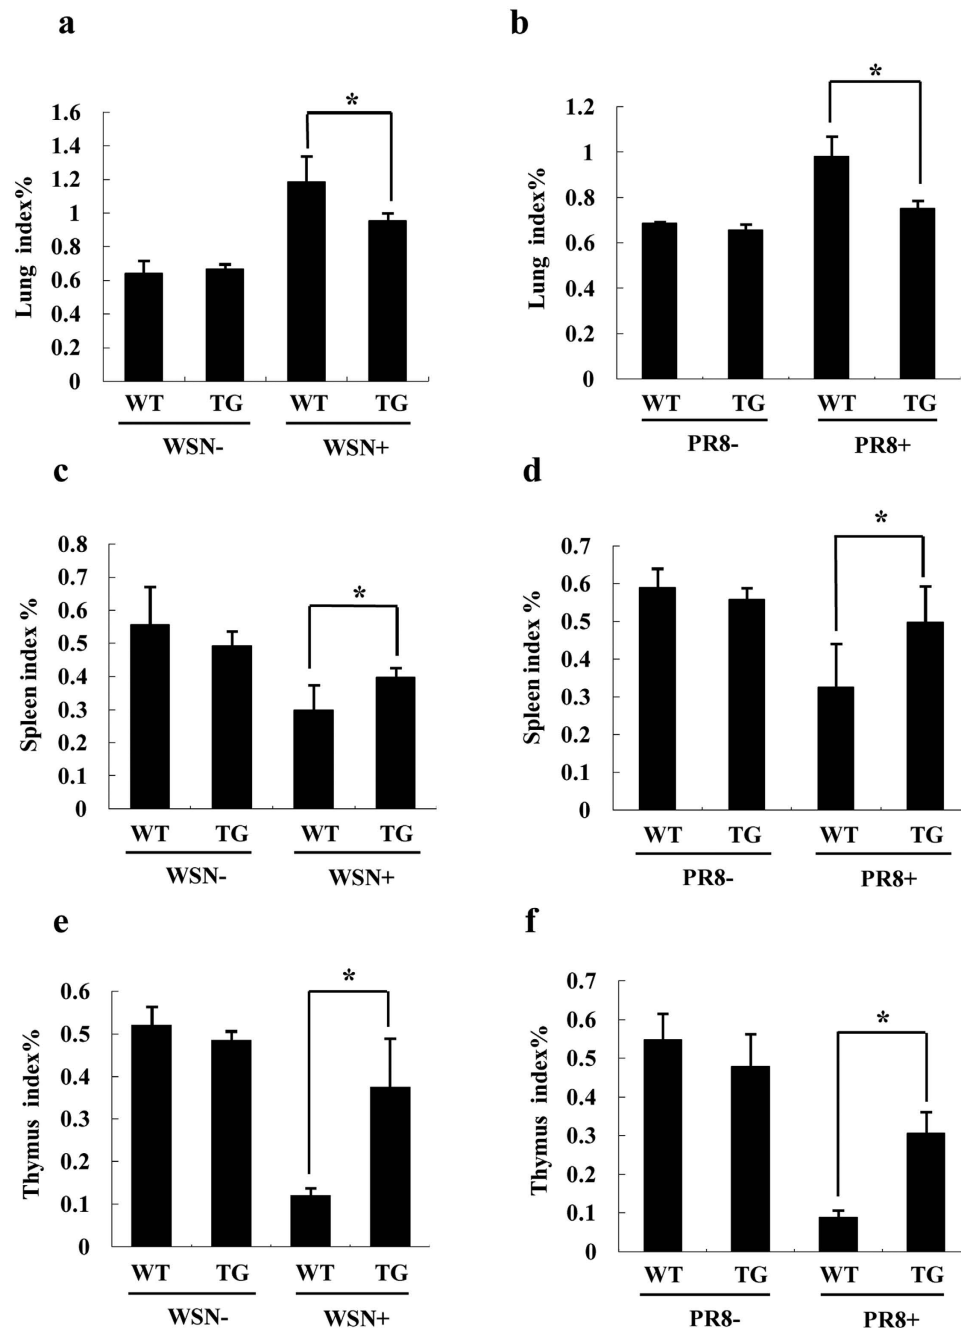 a
Lung index%
1.6
1.4
1.2
1
0.8
0.6
0.4
0.2
0
*
WT TG WT TG
WSN- WSN+
b
Lung index%
1.2
1
0.8
0.6
0.4
0.2
0
*
WT TG WT TG
PR8- PR8+
c
Spleen index %
0.8
0.7
0.6
0.5
0.4
0.3
0.2
0.1
0
*
WT TG WT TG
WSN- WSN+
d
Spleen index %
0.7
0.6
0.5
0.4
0.3
0.2
0.1
0
*
WT TG WT TG
PR8- PR8+
e
Thymus index%
0.6
0.5
0.4
0.3
0.2
0.1
0
*
WT TG WT TG
WSN- WSN+
f
Thymus index%
0.7
0.6
0.5
0.4
0.3
0.2
0.1
0
*
WT TG WT TG
PR8- PR8+